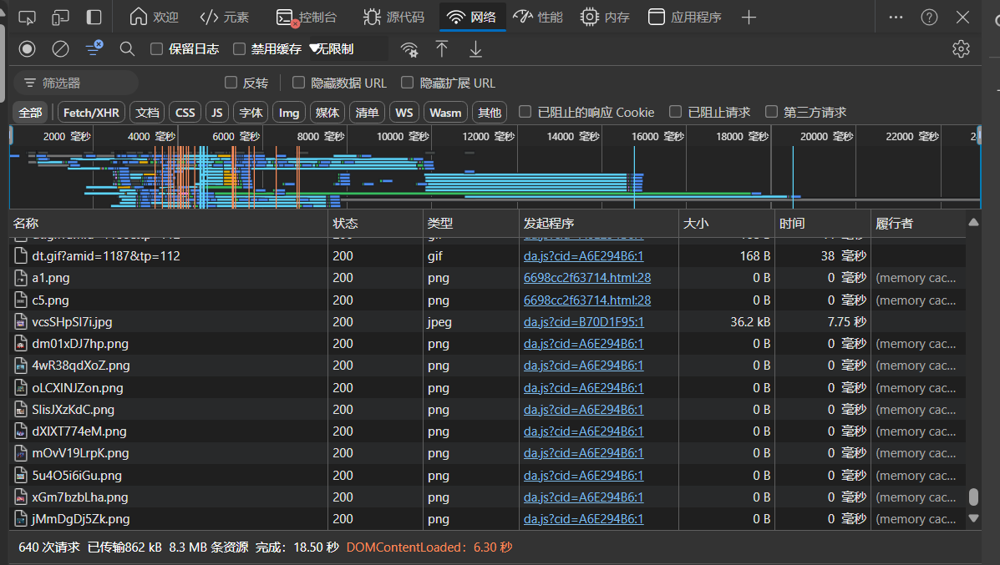 欢迎 元素 控制台 源代码 网络 性能 内存 应用程序
保留日志 禁用缓存 无限制
筛选器 反转 隐藏数据 URL 隐藏扩展 URL
全部 Fetch/XHR 文档 CSS JS 字体 Img 媒体 清单 WS Wasm 其他 已阻止的响应 Cookie 已阻止请求 第三方请求
2000 毫秒 4000 毫秒 6000 毫秒 8000 毫秒 10000 毫秒 12000 毫秒 14000 毫秒 16000 毫秒 18000 毫秒 20000 毫秒 22000 毫秒 2
名称 状态 类型 发起程序 大小 时间 履行者
dt.gif?amid=1187&tp=112 200 gif da.js?cid=A6E294B6:1 168 B 38 毫秒
a1.png 200 png 6698cc2f63714.html:28 0 B 0 毫秒 (memory cac...
c5.png 200 png 6698cc2f63714.html:28 0 B 0 毫秒 (memory cac...
vcsSHpSl7i.jpg 200 jpeg da.js?cid=B70D1F95:1 36.2 kB 7.75 秒
dm01xDJ7hp.png 200 png da.js?cid=A6E294B6:1 0 B 0 毫秒 (memory cac...
4wR38qdXoZ.png 200 png da.js?cid=A6E294B6:1 0 B 0 毫秒 (memory cac...
oLCXINJZon.png 200 png da.js?cid=A6E294B6:1 0 B 0 毫秒 (memory cac...
SlisJXzKdC.png 200 png da.js?cid=A6E294B6:1 0 B 0 毫秒 (memory cac...
dXIXT774eM.png 200 png da.js?cid=A6E294B6:1 0 B 0 毫秒 (memory cac...
mOvV19LrpK.png 200 png da.js?cid=A6E294B6:1 0 B 0 毫秒 (memory cac...
5u4O5i6iGu.png 200 png da.js?cid=A6E294B6:1 0 B 0 毫秒 (memory cac...
xGm7bzbLha.png 200 png da.js?cid=A6E294B6:1 0 B 0 毫秒 (memory cac...
jMmDgDj5Zk.png 200 png da.js?cid=A6E294B6:1 0 B 0 毫秒 (memory cac...
640 次请求 已传输862 kB 8.3 MB 条资源 完成：18.50 秒 DOMContentLoaded：6.30 秒